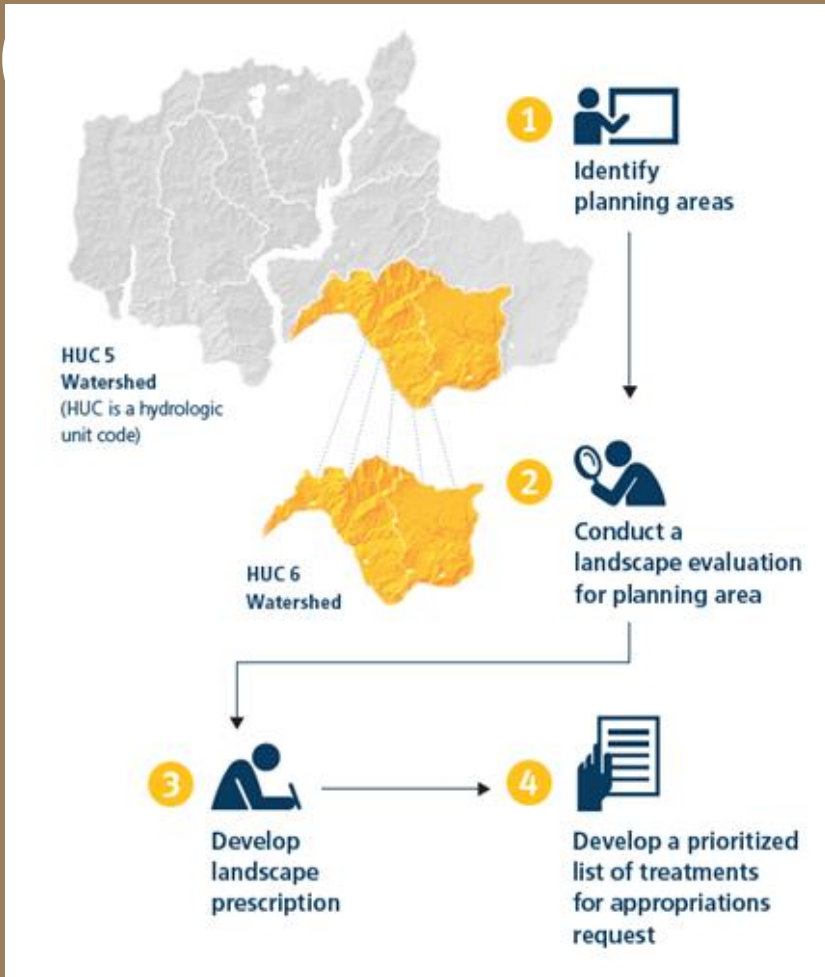 1
Identify
planning areas
HUC 5
Watershed
(HUC is a hydrologic
unit code)
2
Conduct a
landscape evaluation
for planning area
HUC 6
Watershed
3
Develop
landscape
prescription
4
Develop a prioritized
list of treatments
for appropriations
request